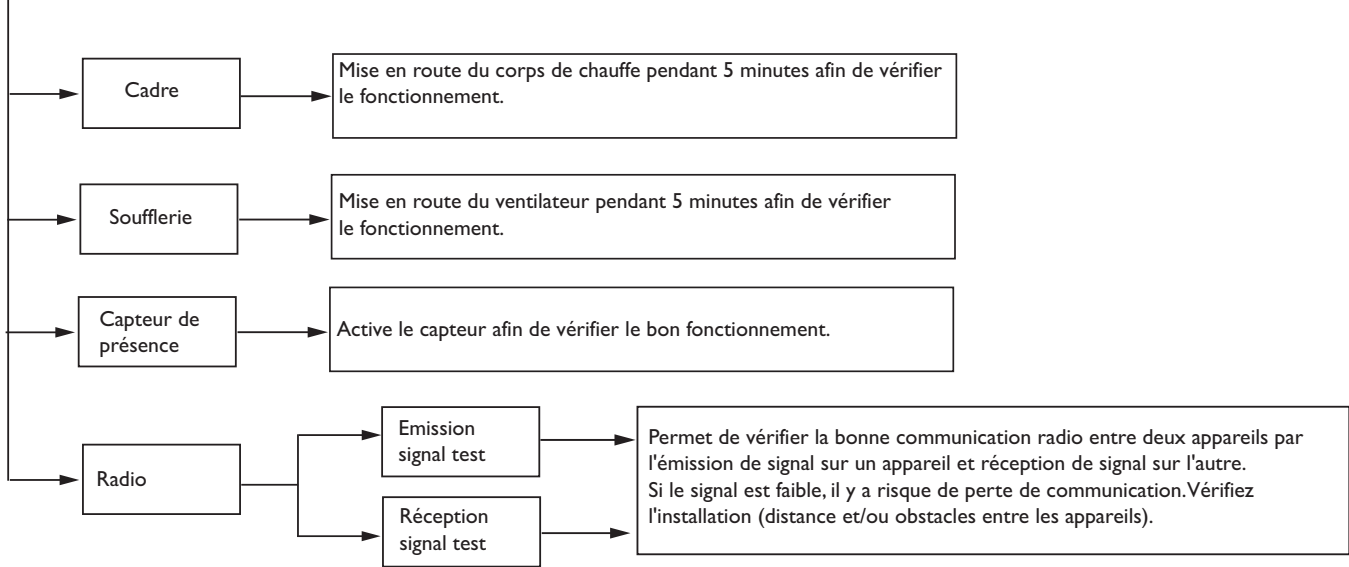 Cadre
Mise en route du corps de chauffe pendant 5 minutes afin de vérifier
le fonctionnement.
Soufflerie
Mise en route du ventilateur pendant 5 minutes afin de vérifier
le fonctionnement.
Capteur de
présence
Active le capteur afin de vérifier le bon fonctionnement.
Radio
Emission
signal test
Réception
signal test
Permet de vérifier la bonne communication radio entre deux appareils par
l'émission de signal sur un appareil et réception de signal sur l'autre.
Si le signal est faible, il y a risque de perte de communication. Vérifiez
l'installation (distance et/ou obstacles entre les appareils).